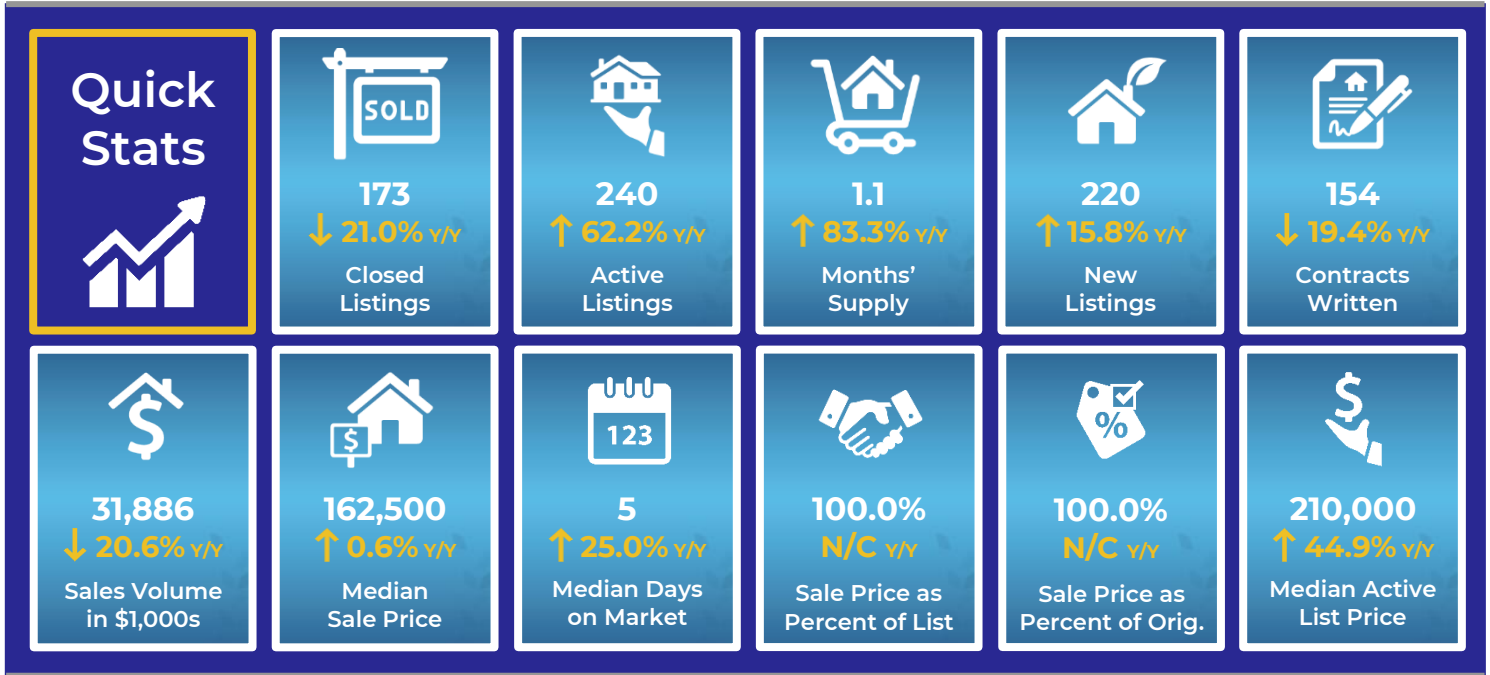 Quick
Stats
SOLD
173
↓ 21.0% Y/Y
Closed
Listings
240
↑ 62.2% Y/Y
Active
Listings
1.1
↑ 83.3% Y/Y
Months’
Supply
220
↑ 15.8% Y/Y
New
Listings
154
↓ 19.4% Y/Y
Contracts
Written
$
31,886
↓ 20.6% Y/Y
Sales Volume
in $1,000s
$
162,500
↑ 0.6% Y/Y
Median
Sale Price
123
5
↑ 25.0% Y/Y
Median Days
on Market
100.0%
N/C Y/Y
Sale Price as
Percent of List
%
100.0%
N/C Y/Y
Sale Price as
Percent of Orig.
$
210,000
↑ 44.9% Y/Y
Median Active
List Price